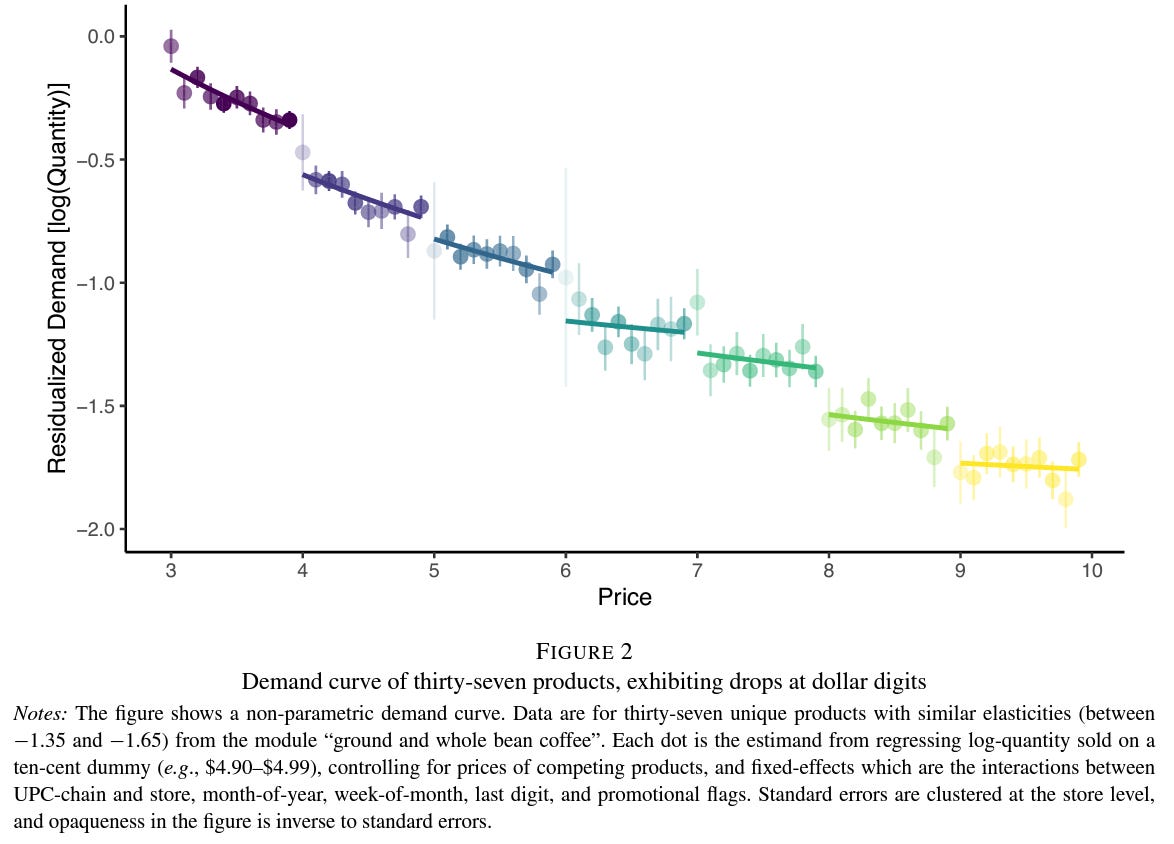 0.0
−0.5
−1.0
−1.5
−2.0
Residualized Demand [log(Quantity)]
3 4 5 6 7 8 9 10
Price
FIGURE 2
Demand curve of thirty-seven products, exhibiting drops at dollar digits
Notes: The figure shows a non-parametric demand curve. Data are for thirty-seven unique products with similar elasticities (between
−1.35 and −1.65) from the module “ground and whole bean coffee”. Each dot is the estimand from regressing log-quantity sold on a
ten-cent dummy (e.g., $4.90–$4.99), controlling for prices of competing products, and fixed-effects which are the interactions between
UPC-chain and store, month-of-year, week-of-month, last digit, and promotional flags. Standard errors are clustered at the store level,
and opaqueness in the figure is inverse to standard errors.